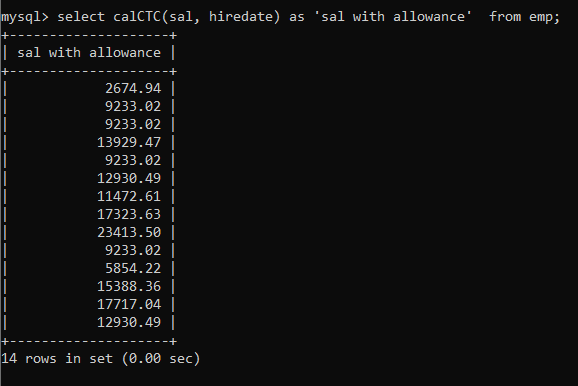 mysql> select calCTC(sal, hiredate) as 'sal with allowance'  from emp;
+--------------------+
| sal with allowance |
+--------------------+
|            2674.94 |
|            9233.02 |
|            9233.02 |
|           13929.47 |
|            9233.02 |
|           12930.49 |
|           11472.61 |
|           17323.63 |
|           23413.50 |
|            9233.02 |
|            5854.22 |
|           15388.36 |
|           17717.04 |
|           12930.49 |
+--------------------+
14 rows in set (0.00 sec)